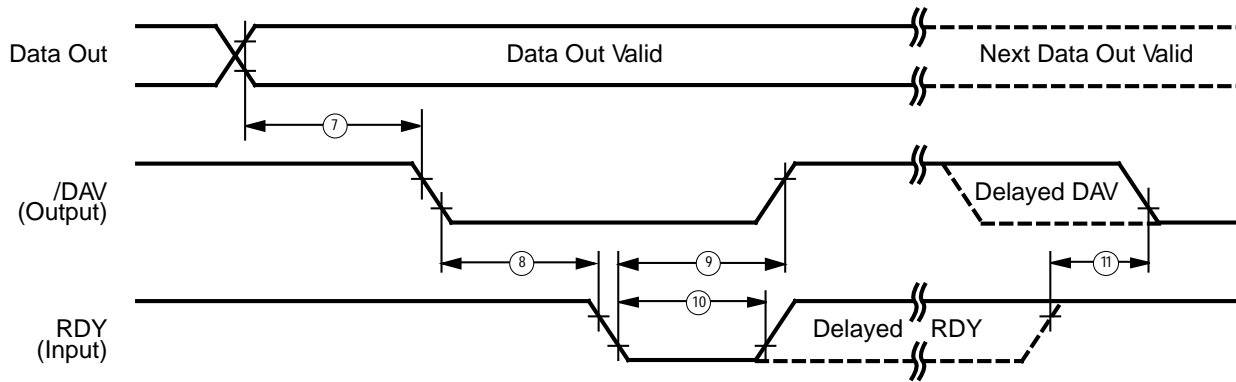 Data Out
Data Out Valid
Next Data Out Valid
7
/DAV
(Output)
Delayed DAV
8
9
11
10
RDY
(Input)
Delayed RDY